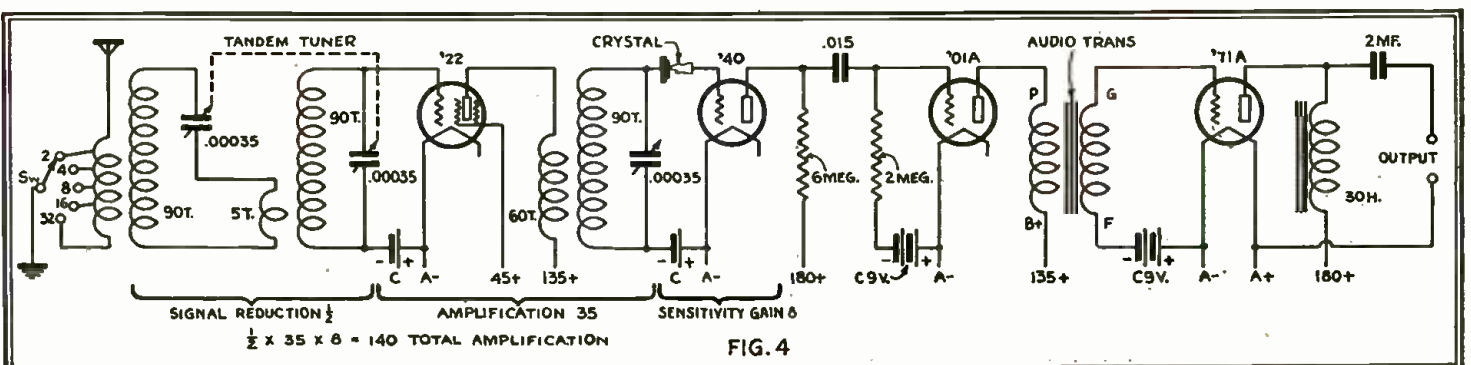 TANDEM TUNER
CRYSTAL
.015
AUDIO TRANS
2MF.
'22
'40
'01A
'71A
P
G
90T.
90T.
.00035
.00035
.00035
2
4
8
16
32
SW
90T.
5T.
60T.
6MEG.
2MEG.
OUTPUT
30H.
B+
F
- +
C
A-
45+
135+
- +
C
A-
180+
- +
C9V.
A-
135+
- +
C9V.
A-
A+
180+
SIGNAL REDUCTION ½
AMPLIFICATION 35
SENSITIVITY GAIN 8
½ x 35 x 8 = 140 TOTAL AMPLIFICATION
FIG. 4